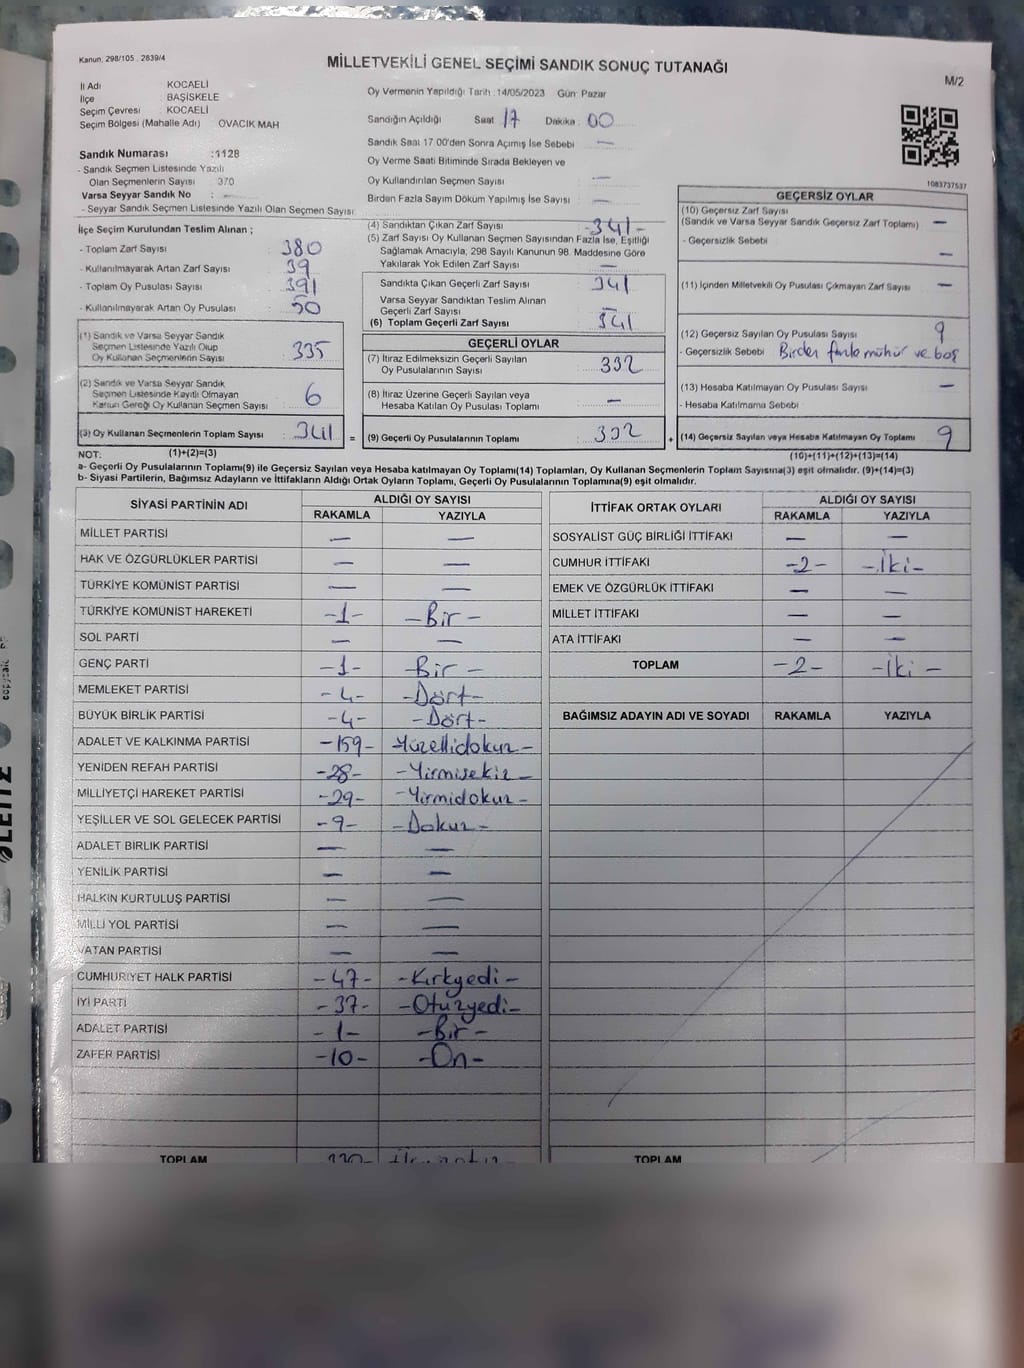 Kanun: 298/105 , 2839/4
MİLLETVEKİLİ GENEL SEÇİMİ SANDIK SONUÇ TUTANAĞI
M/2
İl Adı : KOCAELİ
İlçe : BAŞİSKELE
Seçim Çevresi : KOCAELİ
Seçim Bölgesi (Mahalle Adı) OVACIK MAH
Sandık Numarası :1128
- Sandık Seçmen Listesinde Yazılı
Olan Seçmenlerin Sayısı : 370
Varsa Seyyar Sandık No : -
- Seyyar Sandık Seçmen Listesinde Yazılı Olan Seçmen Sayısı:
Oy Vermenin Yapıldığı Tarih :14/05/2023 Gün: Pazar
Sandığın Açıldığı Saat 17 Dakika : 00
Sandık Saat 17:00'den Sonra Açımış İse Sebebi : —
Oy Verme Saati Bitiminde Sırada Bekleyen ve
Oy Kullandırılan Seçmen Sayısı : —
Birden Fazla Sayım Döküm Yapılmış İse Sayısı : —
1083737537
İlçe Seçim Kurulundan Teslim Alınan ;
- Toplam Zarf Sayısı : 380
- Kullanılmayarak Artan Zarf Sayısı : 39
- Toplam Oy Pusulası Sayısı : 391
- Kullanılmayarak Artan Oy Pusulası : 50
(1) Sandık ve Varsa Seyyar Sandık
Seçmen Listesinde Yazılı Olup
Oy Kullanan Seçmenlerin Sayısı : 335
(2) Sandık ve Varsa Seyyar Sandık
Seçmen Listesinde Kayıtlı Olmayan
Kanun Gereği Oy Kullanan Seçmen Sayısı : 6
(3) Oy Kullanan Seçmenlerin Toplam Sayısı : 341 =
(4) Sandıktan Çıkan Zarf Sayısı : -341-
(5) Zarf Sayısı Oy Kullanan Seçmen Sayısından Fazla İse, Eşitliği
Sağlamak Amacıyla, 298 Sayılı Kanunun 98. Maddesine Göre
Yakılarak Yok Edilen Zarf Sayısı : —
Sandıkta Çıkan Geçerli Zarf Sayısı : 341
Varsa Seyyar Sandıktan Teslim Alınan
Geçerli Zarf Sayısı :
(6) Toplam Geçerli Zarf Sayısı : 341
GEÇERLİ OYLAR
(7) İtiraz Edilmeksizin Geçerli Sayılan
Oy Pusulalarının Sayısı : 332
(8) İtiraz Üzerine Geçerli Sayılan veya
Hesaba Katılan Oy Pusulası Toplamı : —
(9) Geçerli Oy Pusulalarının Toplamı : 332 +
GEÇERSİZ OYLAR
(10) Geçersiz Zarf Sayısı
(Sandık ve Varsa Seyyar Sandık Geçersiz Zarf Toplamı) : —
- Geçersizlik Sebebi : —
(11) İçinden Milletvekili Oy Pusulası Çıkmayan Zarf Sayısı : —
(12) Geçersiz Sayılan Oy Pusulası Sayısı : 9
- Geçersizlik Sebebi : Birden fazla mühür ve boş
(13) Hesaba Katılmayan Oy Pusulası Sayısı : —
- Hesaba Katılmama Sebebi :
(14) Geçersiz Sayılan veya Hesaba Katılmayan Oy Toplamı : 9
NOT: (1)+(2)=(3) (10)+(11)+(12)+(13)=(14)
a- Geçerli Oy Pusulalarının Toplamı(9) ile Geçersiz Sayılan veya Hesaba katılmayan Oy Toplamı(14) Toplamları, Oy Kullanan Seçmenlerin Toplam Sayısına(3) eşit olmalıdır. (9)+(14)=(3)
b- Siyasi Partilerin, Bağımsız Adayların ve İttifakların Aldığı Ortak Oyların Toplamı, Geçerli Oy Pusulalarının Toplamına(9) eşit olmalıdır.
SİYASİ PARTİNİN ADI ALDIĞI OY SAYISI
RAKAMLA YAZIYLA
MİLLET PARTİSİ — —
HAK VE ÖZGÜRLÜKLER PARTİSİ — —
TÜRKİYE KOMÜNİST PARTİSİ — —
TÜRKİYE KOMÜNİST HAREKETİ -1- -Bir-
SOL PARTİ — —
GENÇ PARTİ -1- -Bir-
MEMLEKET PARTİSİ -4- -Dört-
BÜYÜK BİRLİK PARTİSİ -4- -Dört-
ADALET VE KALKINMA PARTİSİ -159- Yüzellidokuz-
YENİDEN REFAH PARTİSİ -28- -Yirmisekiz-
MİLLİYETÇİ HAREKET PARTİSİ -29- -Yirmidokuz-
YEŞİLLER VE SOL GELECEK PARTİSİ -9- -Dokuz-
ADALET BİRLİK PARTİSİ — —
YENİLİK PARTİSİ — —
HALKIN KURTULUŞ PARTİSİ — —
MİLLİ YOL PARTİSİ — —
VATAN PARTİSİ — —
CUMHURİYET HALK PARTİSİ -47- -Kırkyedi-
İYİ PARTİ -37- -Otuzyedi-
ADALET PARTİSİ -1- -Bir-
ZAFER PARTİSİ -10- -On-
TOPLAM 330-
İTTİFAK ORTAK OYLARI ALDIĞI OY SAYISI
RAKAMLA YAZIYLA
SOSYALİST GÜÇ BİRLİĞİ İTTİFAKI — —
CUMHUR İTTİFAKI -2- -İki-
EMEK VE ÖZGÜRLÜK İTTİFAKI — —
MİLLET İTTİFAKI — —
ATA İTTİFAKI — —
TOPLAM -2- -İki-
BAĞIMSIZ ADAYIN ADI VE SOYADI RAKAMLA YAZIYLA
TOPLAM